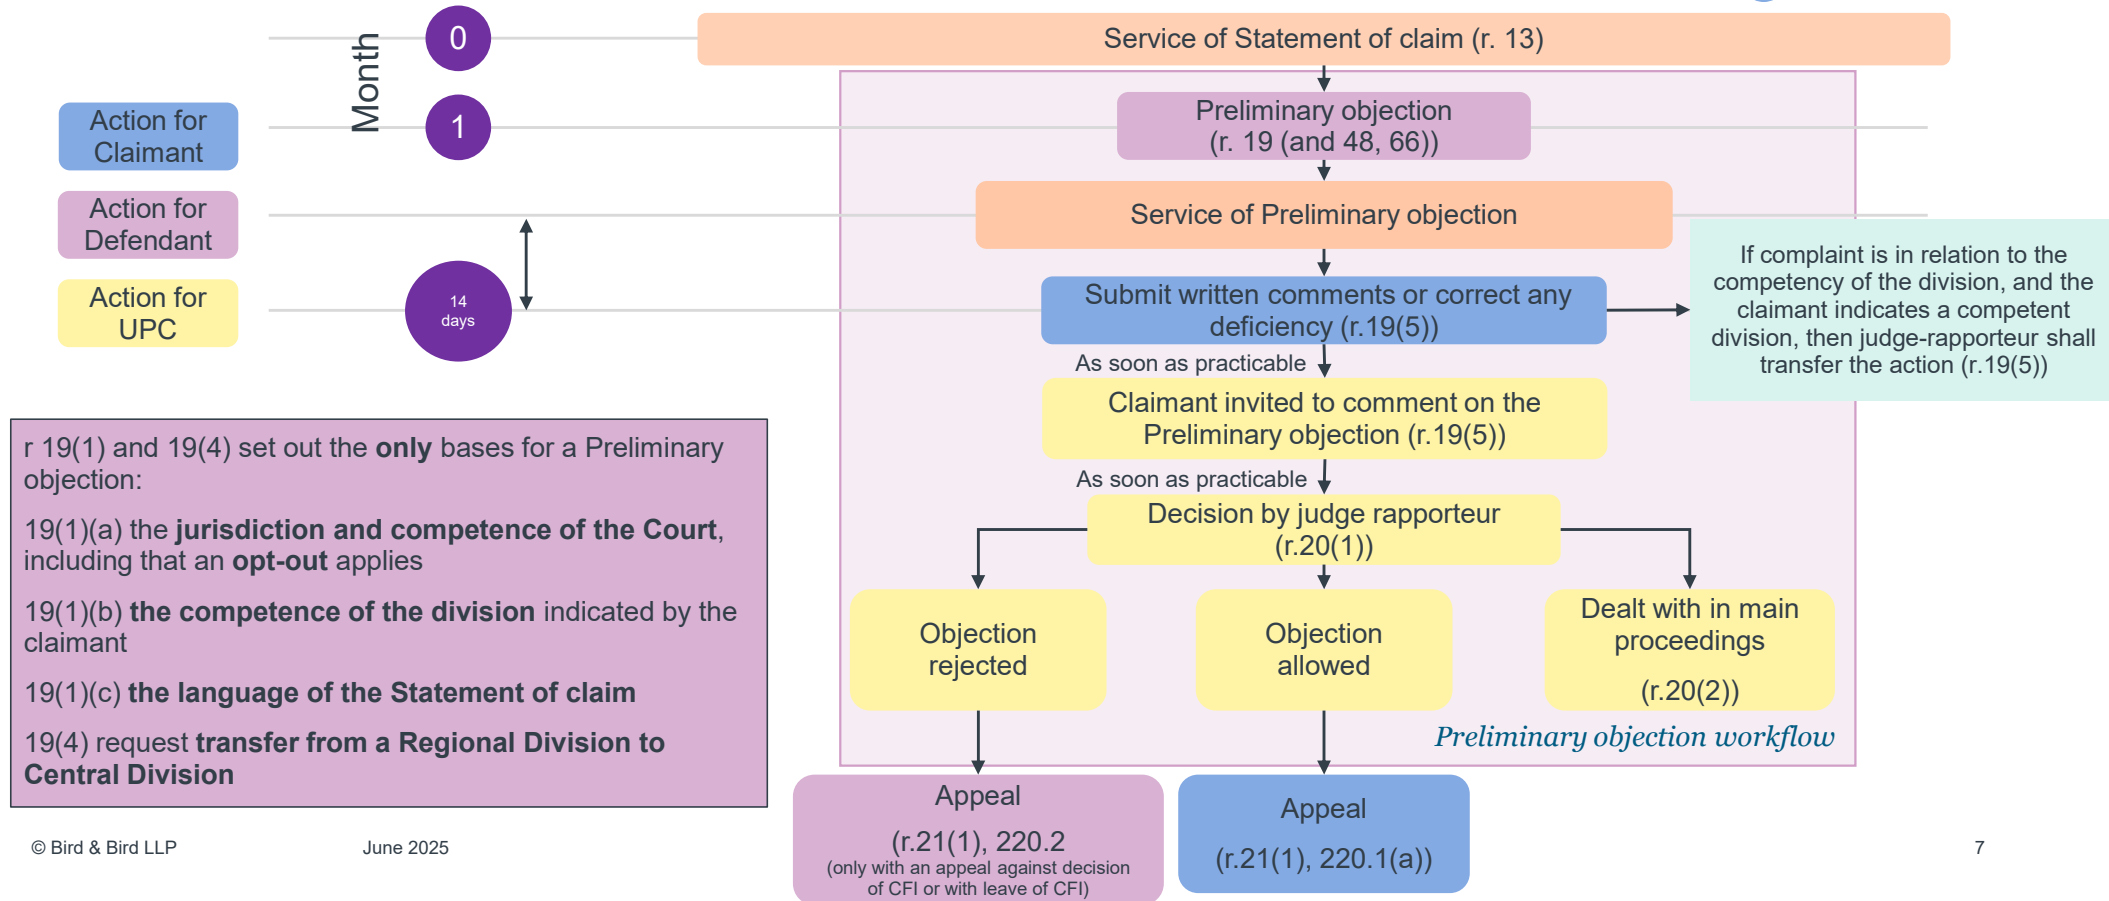 Month
0
Service of Statement of claim (r. 13)
Action for
Claimant
1
Preliminary objection
(r. 19 (and 48, 66))
Action for
Defendant
Service of Preliminary objection
Action for
UPC
14
days
Submit written comments or correct any
deficiency (r.19(5))
If complaint is in relation to the
competency of the division, and the
claimant indicates a competent
division, then judge-rapporteur shall
transfer the action (r.19(5))
As soon as practicable
Claimant invited to comment on the
Preliminary objection (r.19(5))
As soon as practicable
Decision by judge rapporteur
(r.20(1))
Objection
rejected
Objection
allowed
Dealt with in main
proceedings
(r.20(2))
Preliminary objection workflow
Appeal
(r.21(1), 220.2
(only with an appeal against decision
of CFI or with leave of CFI)
Appeal
(r.21(1), 220.1(a))
r 19(1) and 19(4) set out the only bases for a Preliminary
objection:
19(1)(a) the jurisdiction and competence of the Court,
including that an opt-out applies
19(1)(b) the competence of the division indicated by the
claimant
19(1)(c) the language of the Statement of claim
19(4) request transfer from a Regional Division to
Central Division
© Bird & Bird LLP
June 2025
7